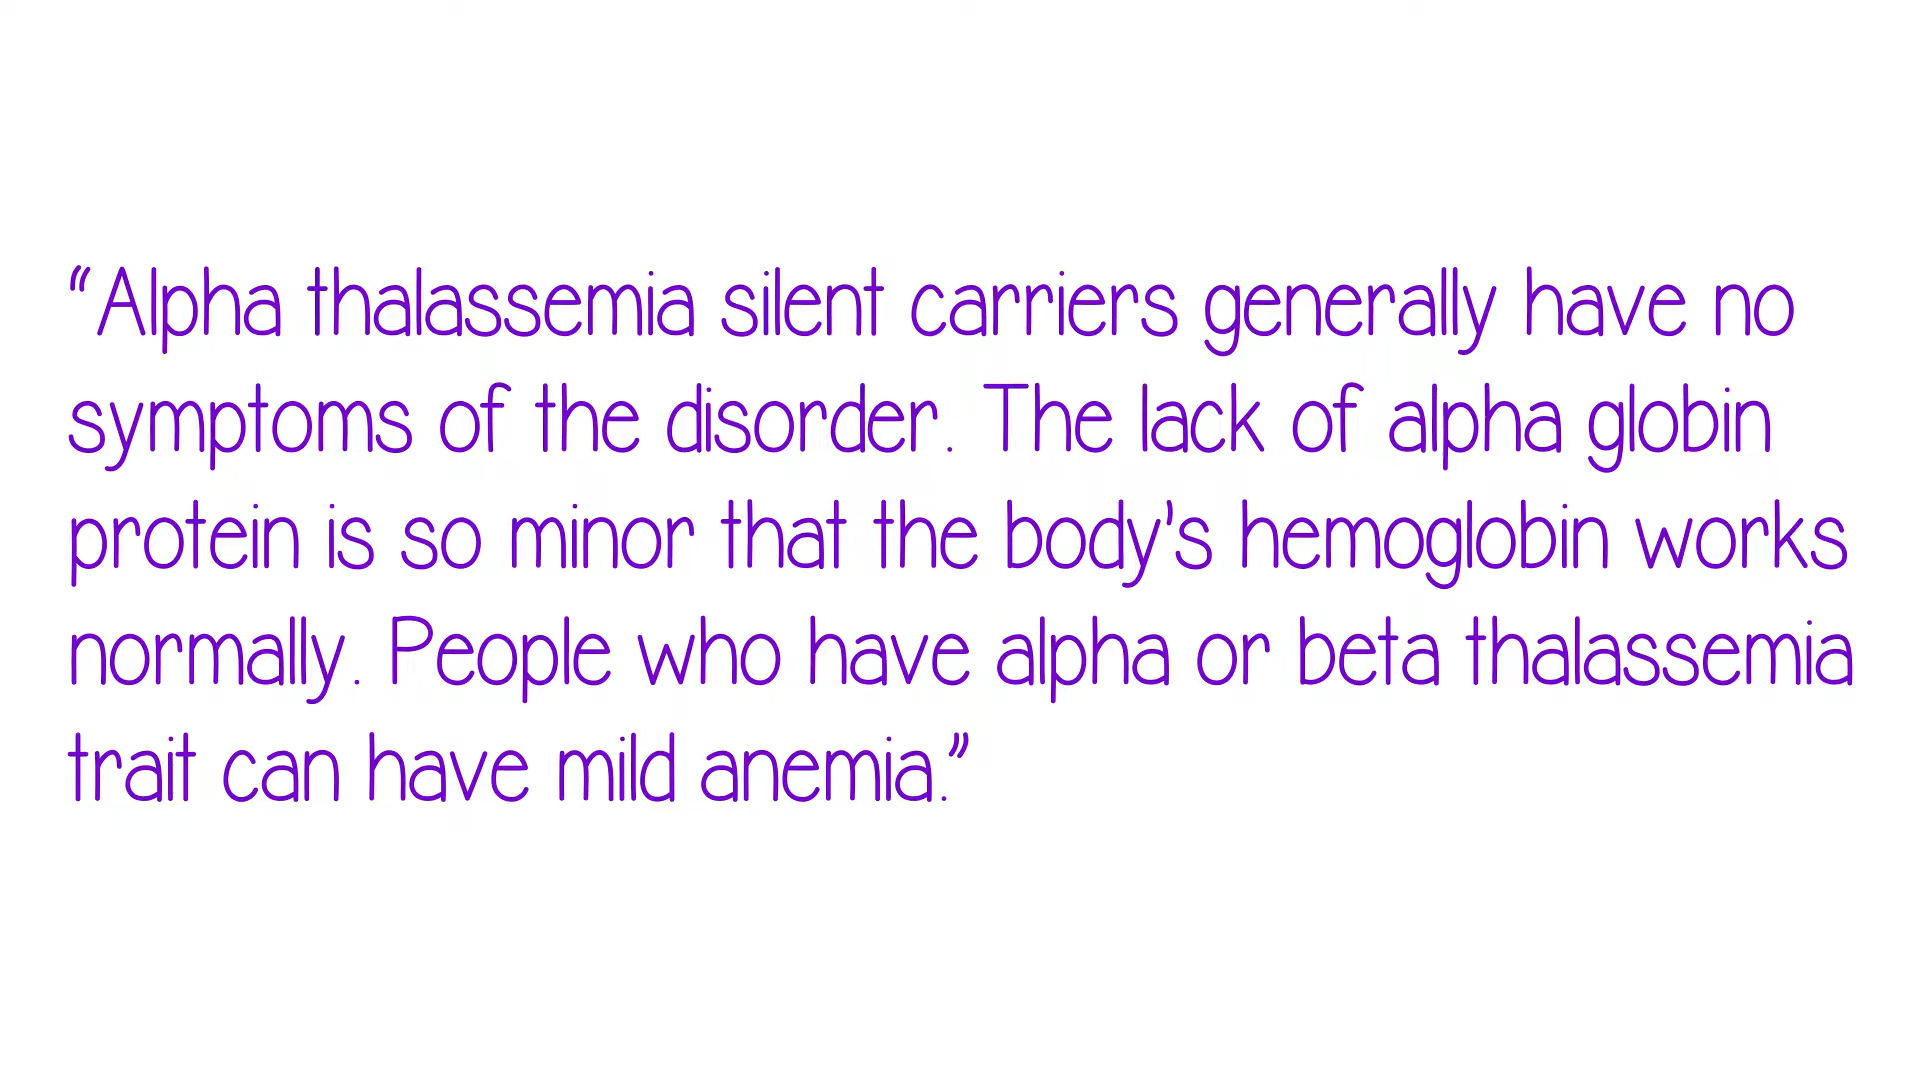 “Alpha thalassemia silent carriers generally have no
symptoms of the disorder. The lack of alpha globin
protein is so minor that the body's hemoglobin works
normally. People who have alpha or beta thalassemia
trait can have mild anemia.”